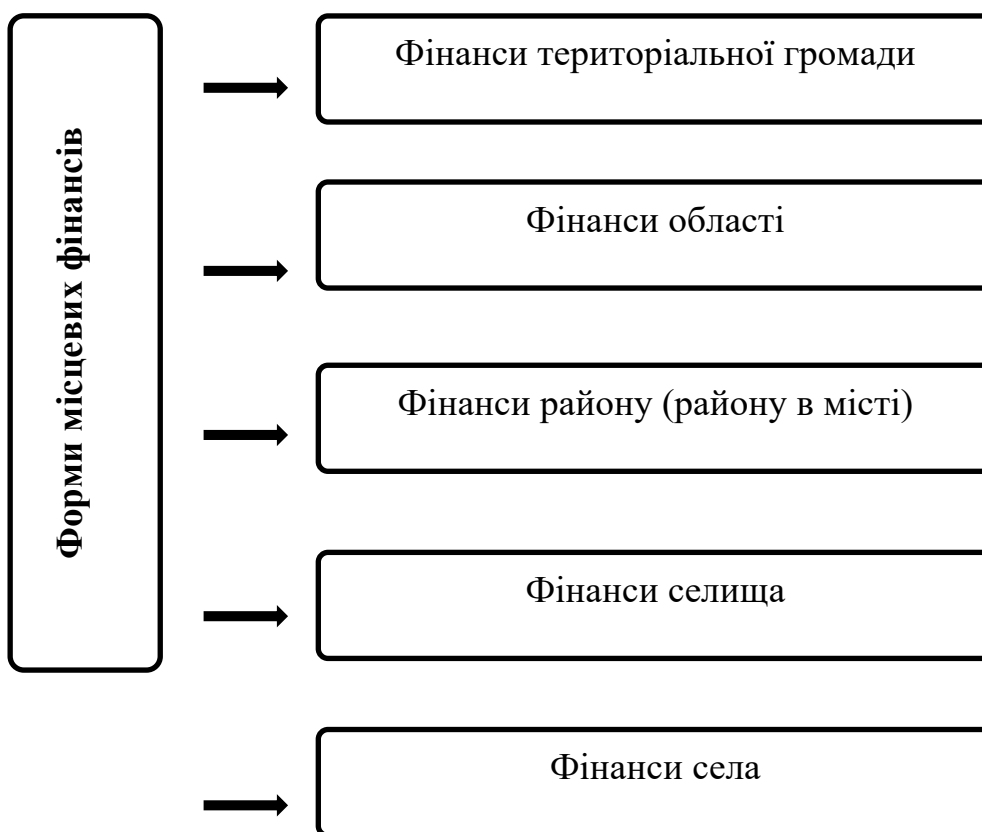 Форми місцевих фінансів
Фінанси територіальної громади
Фінанси області
Фінанси району (району в місті)
Фінанси селища
Фінанси села